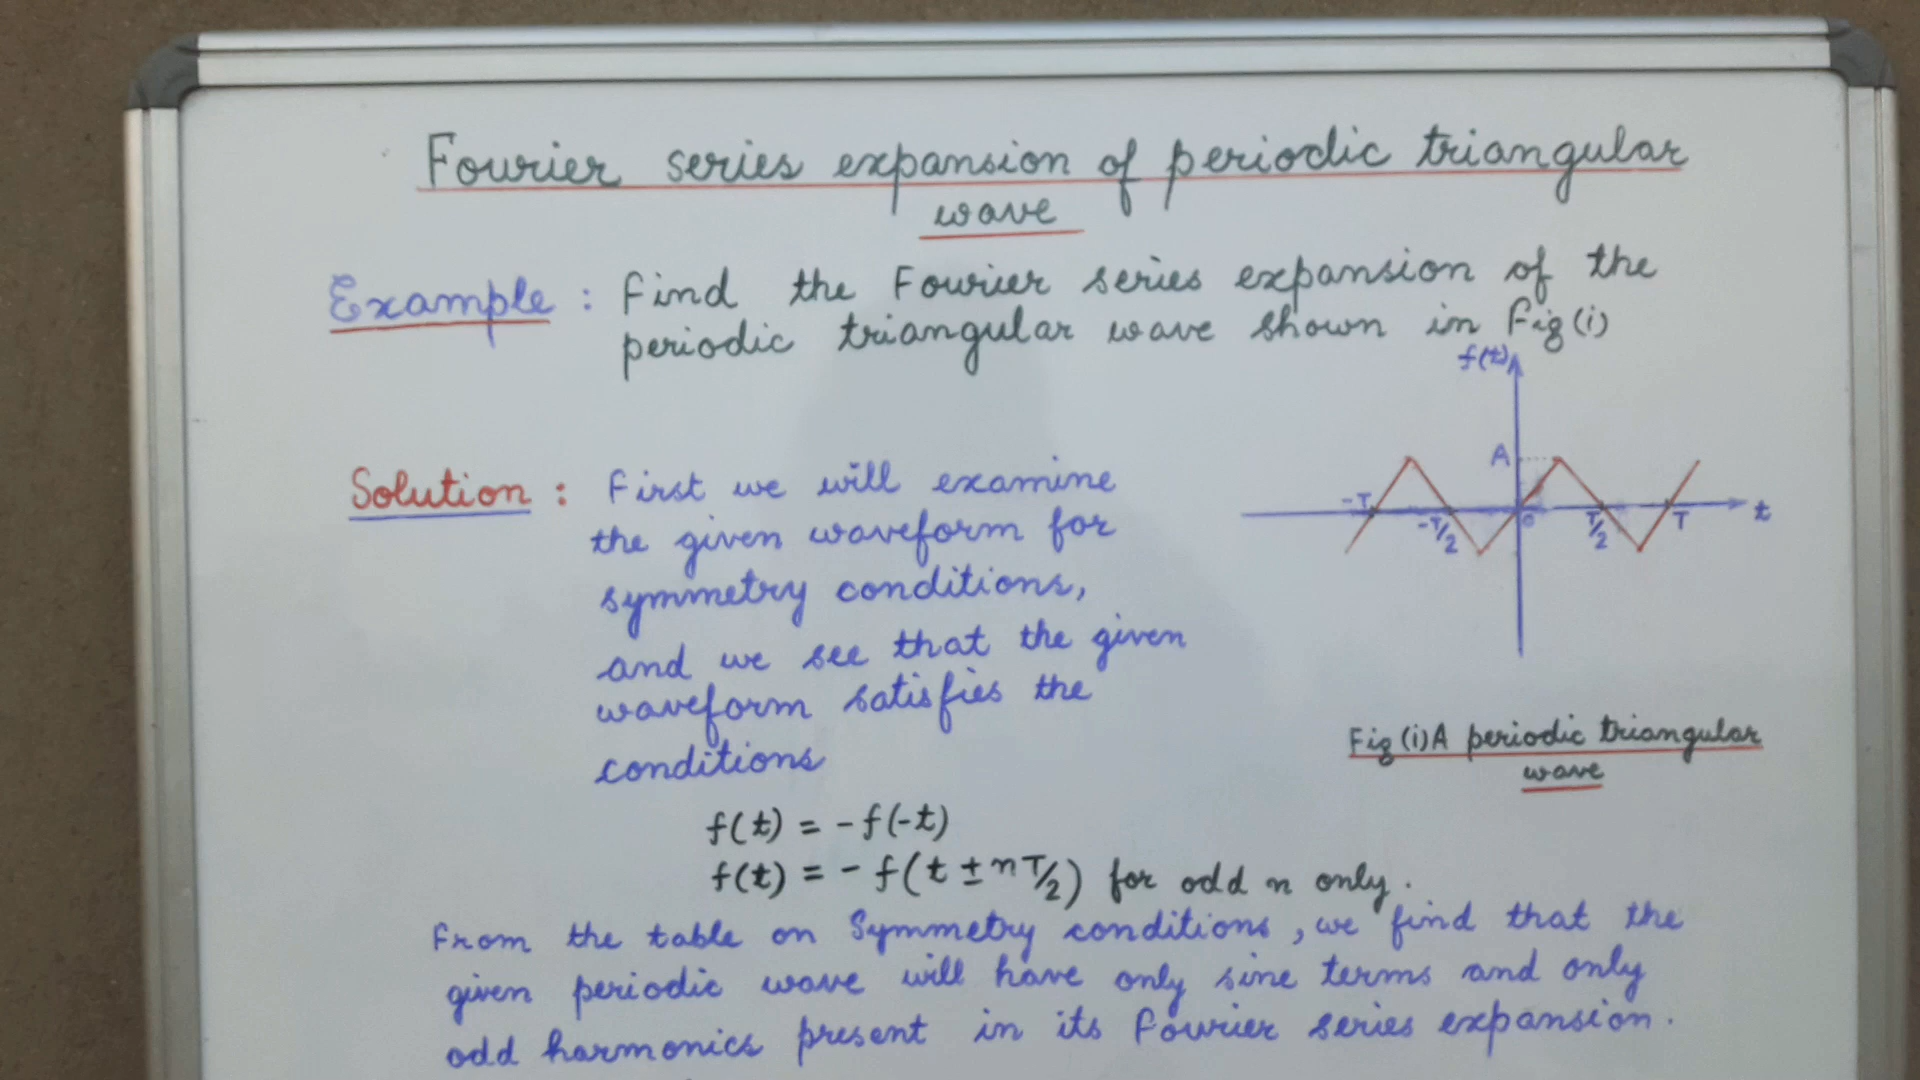 Fourier series expansion of periodic triangular
wave
Example : Find the Fourier series expansion of the
periodic triangular wave shown in Fig (i)
f(t)
A
-T
-T/2
0
T/2
T
t
Solution : First we will examine
the given waveform for
symmetry conditions,
and we see that the given
waveform satisfies the
conditions
Fig (i) A periodic triangular
wave
f(t) = -f(-t)
f(t) = - f(t ± nT/2) for odd n only.
From the table on Symmetry conditions, we find that the
given periodic wave will have only sine terms and only
odd harmonics present in its Fourier series expansion.